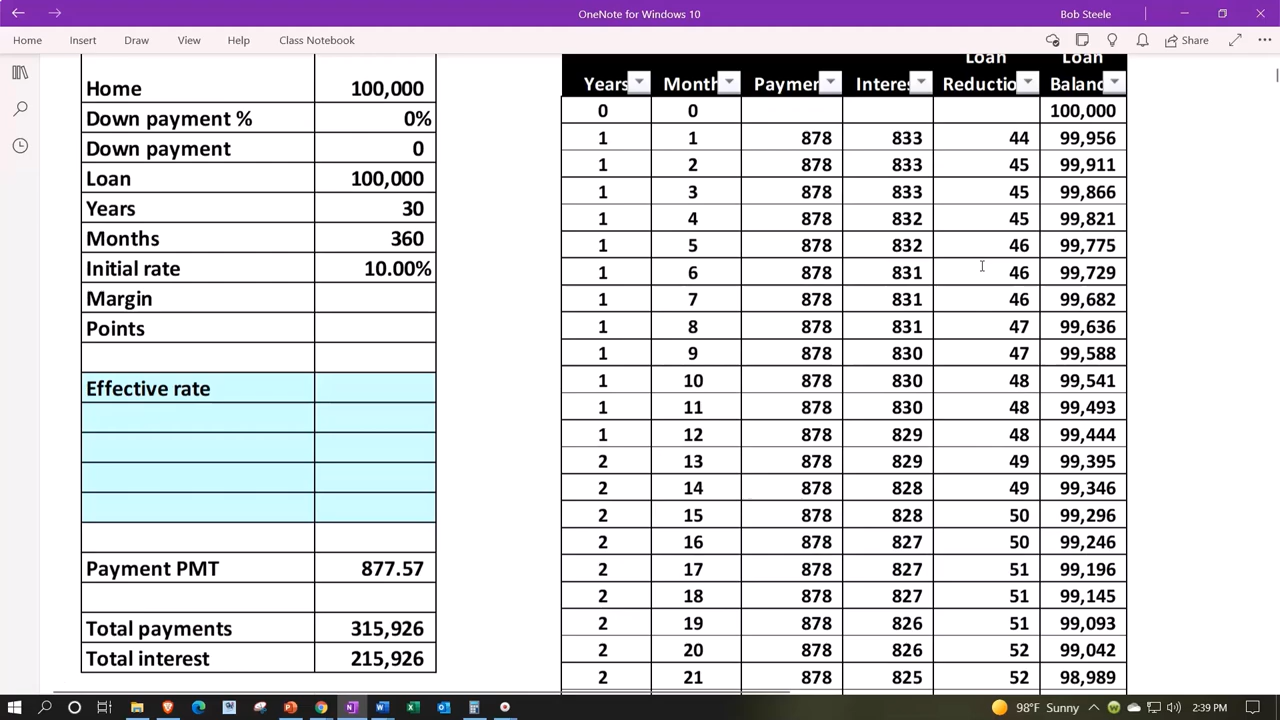 OneNote for Windows 10
Bob Steele
Home Insert Draw View Help Class Notebook
Share
Home 100,000
Down payment % 0%
Down payment 0
Loan 100,000
Years 30
Months 360
Initial rate 10.00%
Margin
Points
Effective rate
Payment PMT 877.57
Total payments 315,926
Total interest 215,926
Loan Loan
Years Month Paymen Interes Reductio Balanc
0 0 100,000
1 1 878 833 44 99,956
1 2 878 833 45 99,911
1 3 878 833 45 99,866
1 4 878 832 45 99,821
1 5 878 832 46 99,775
1 6 878 831 46 99,729
1 7 878 831 46 99,682
1 8 878 831 47 99,636
1 9 878 830 47 99,588
1 10 878 830 48 99,541
1 11 878 830 48 99,493
1 12 878 829 48 99,444
2 13 878 829 49 99,395
2 14 878 828 49 99,346
2 15 878 828 50 99,296
2 16 878 827 50 99,246
2 17 878 827 51 99,196
2 18 878 827 51 99,145
2 19 878 826 51 99,093
2 20 878 826 52 99,042
2 21 878 825 52 98,989
98°F Sunny 2:39 PM